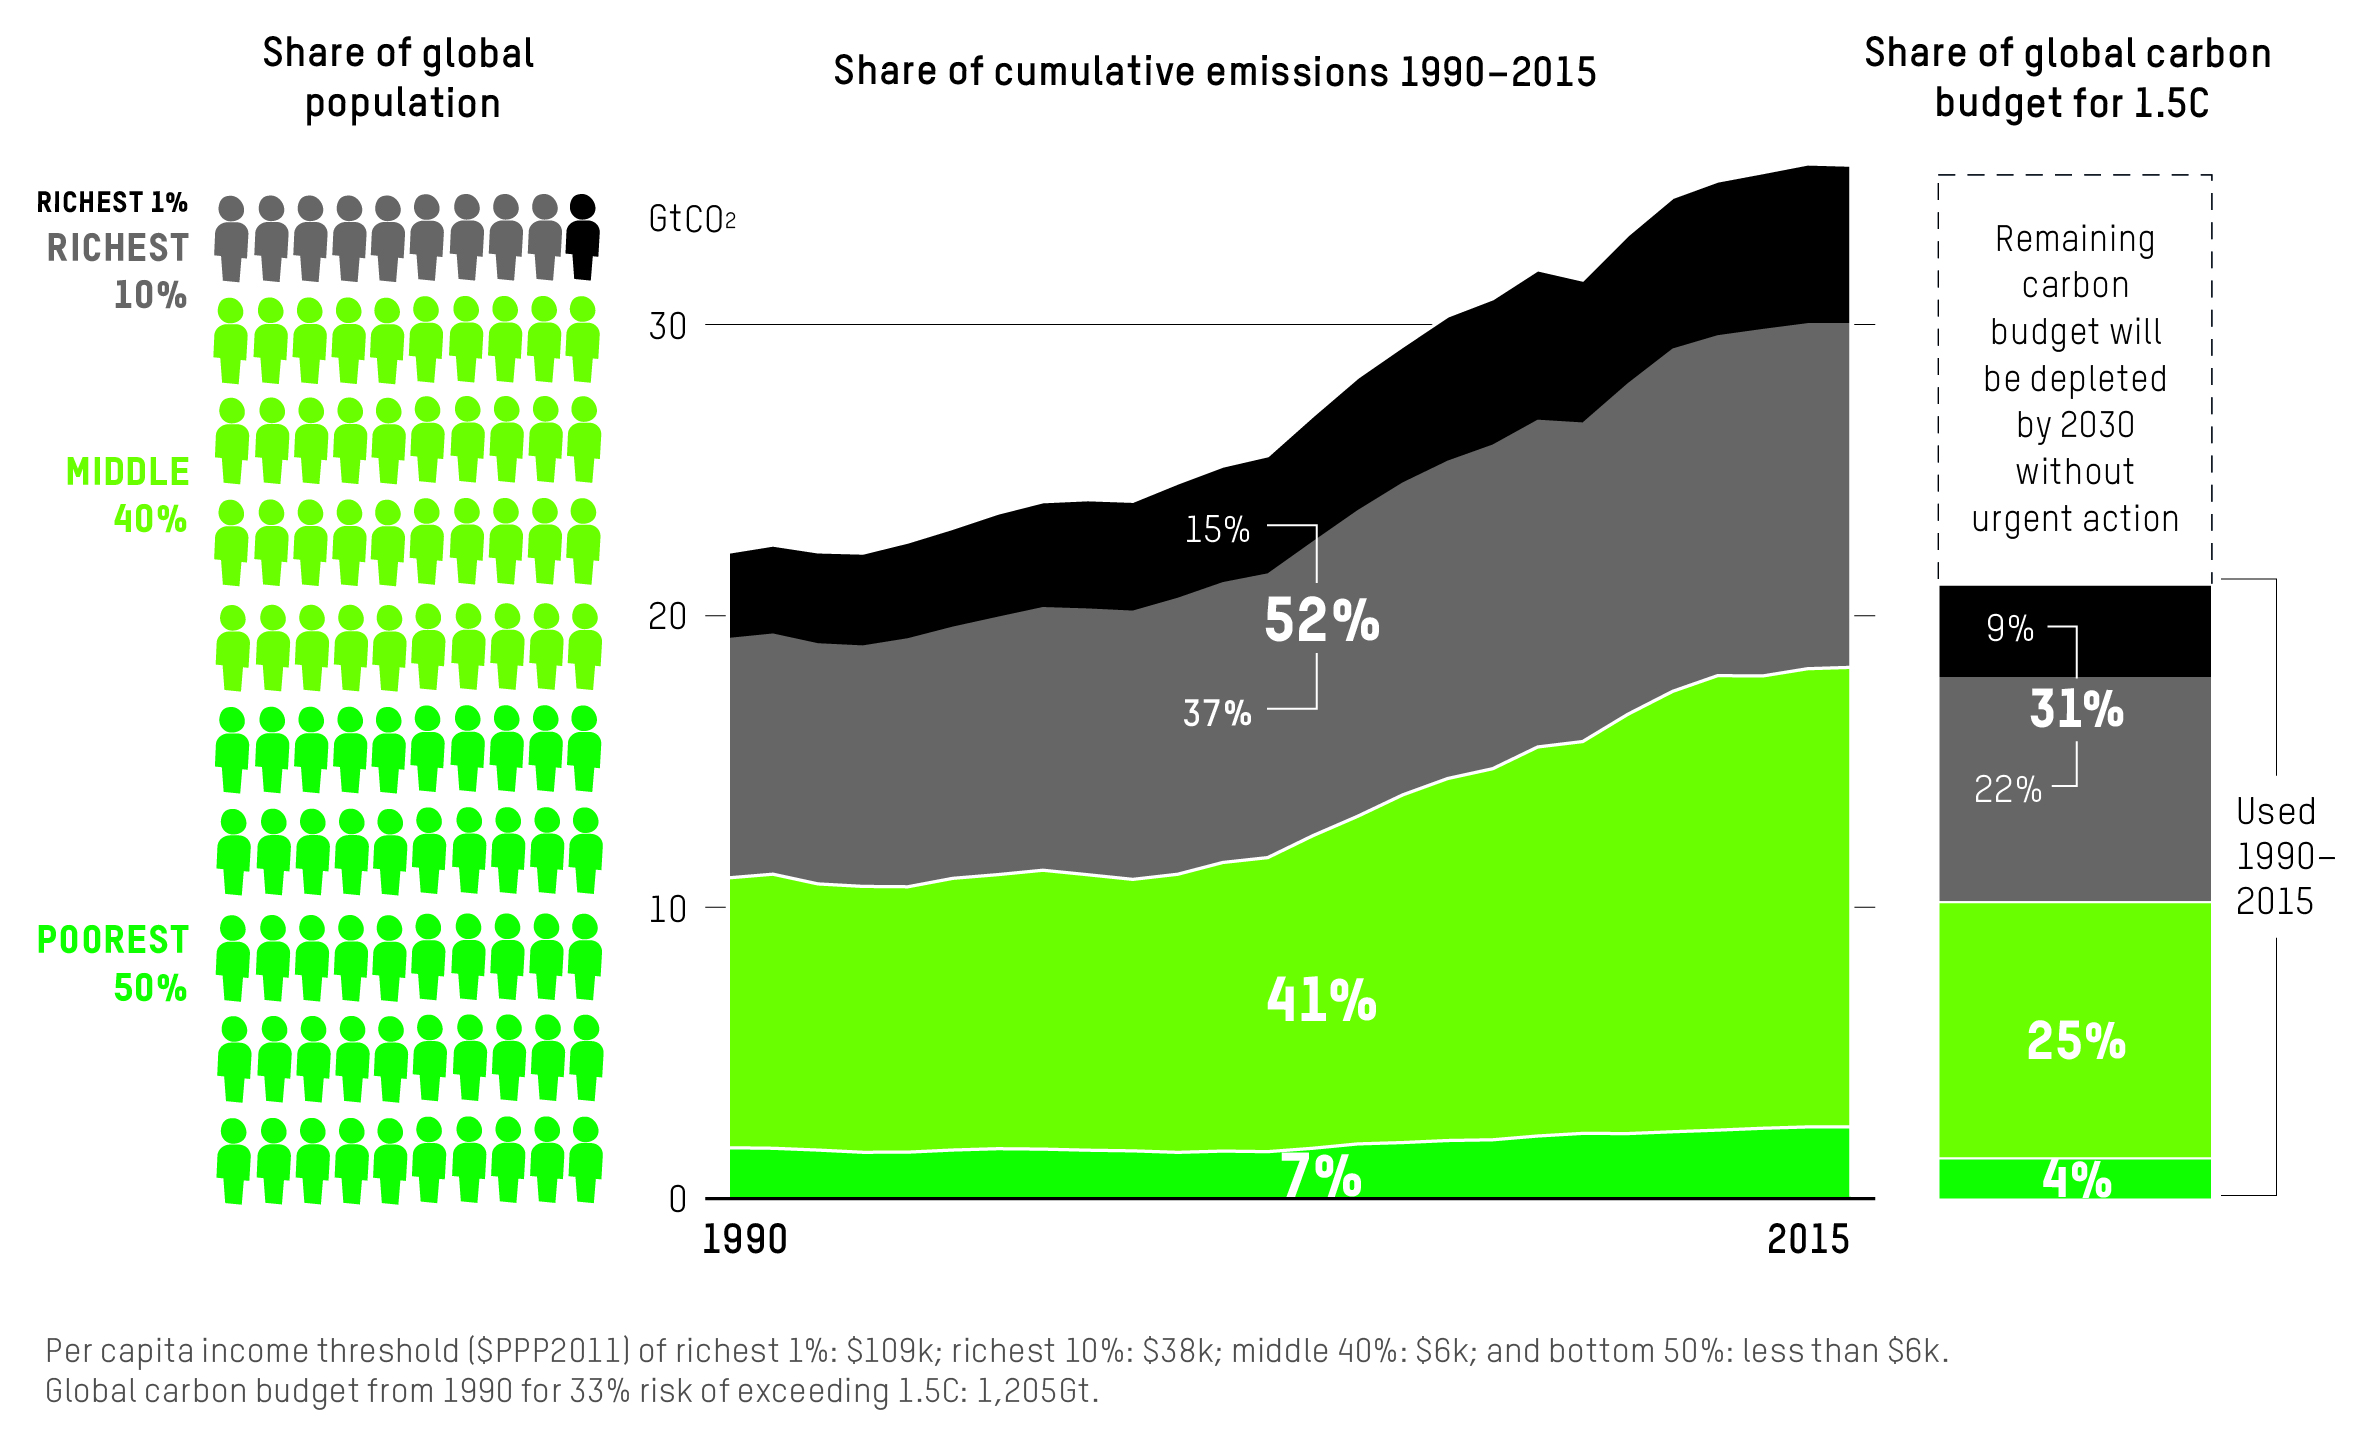 Share of global
population
RICHEST 1%
RICHEST
10%
MIDDLE
40%
POOREST
50%
Share of cumulative emissions 1990–2015
GtCO₂
30
20
10
0
15%
52%
37%
41%
7%
1990
2015
Share of global carbon
budget for 1.5C
Remaining
carbon
budget will
be depleted
by 2030
without
urgent action
9%
31%
22%
25%
4%
Used
1990–
2015
Per capita income threshold ($PPP2011) of richest 1%: $109k; richest 10%: $38k; middle 40%: $6k; and bottom 50%: less than $6k.
Global carbon budget from 1990 for 33% risk of exceeding 1.5C: 1,205Gt.